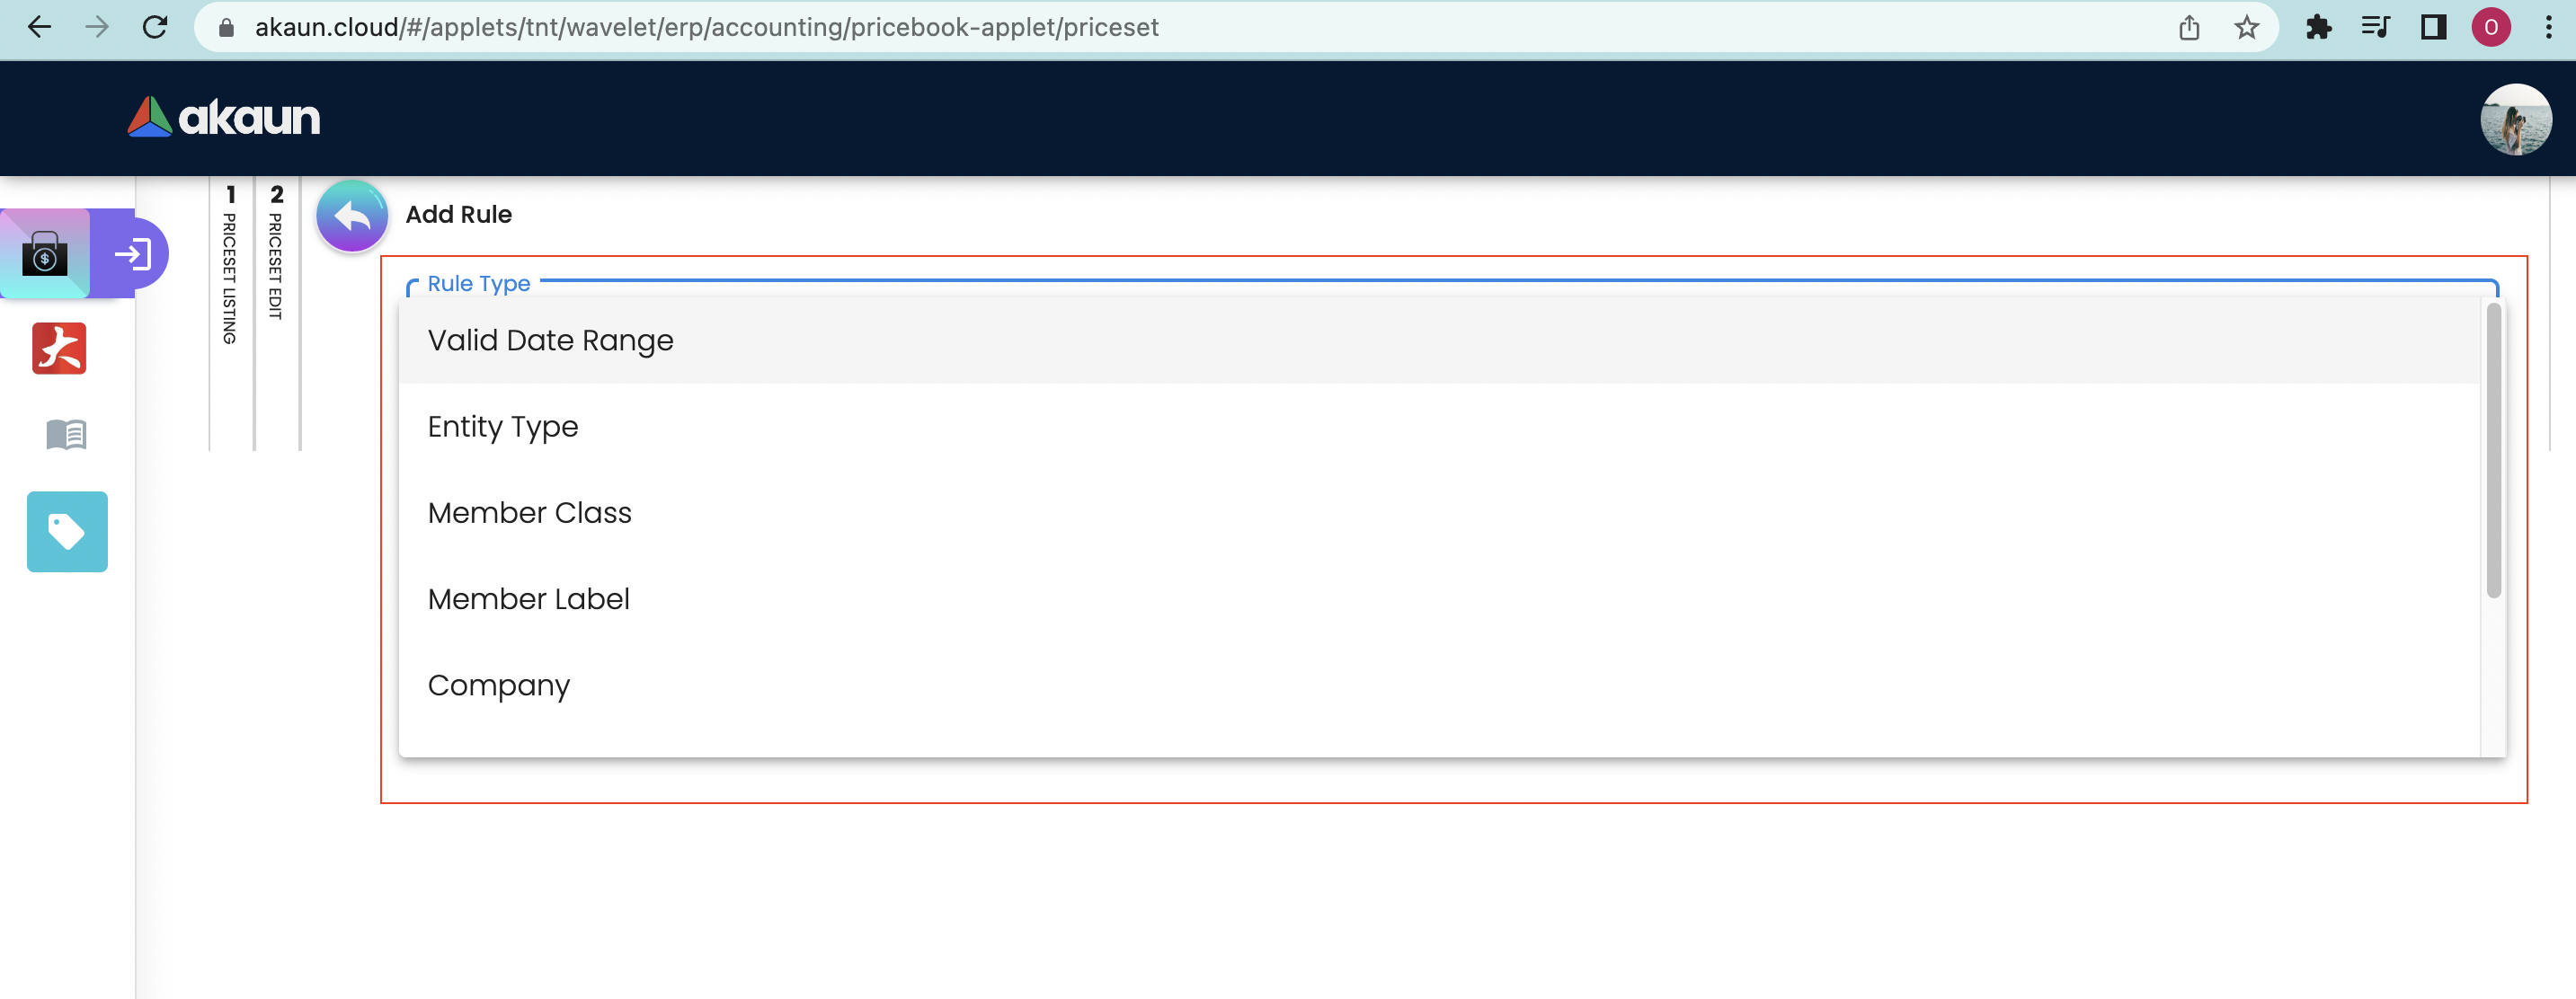 akaun.cloud/#/applets/tnt/wavelet/erp/accounting/pricebook-applet/priceset
O
akaun
1
PRICESET LISTING
2
PRICESET EDIT
Add Rule
$
Rule Type
Valid Date Range
Entity Type
Member Class
Member Label
Company